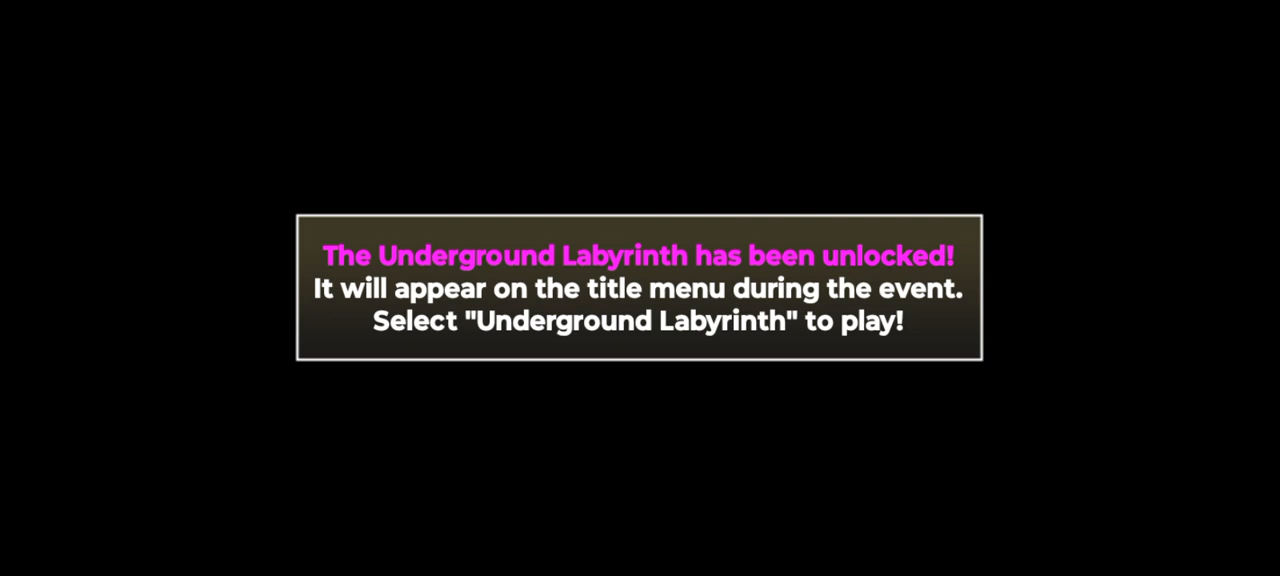 The Underground Labyrinth has been unlocked!
It will appear on the title menu during the event.
Select "Underground Labyrinth" to play!